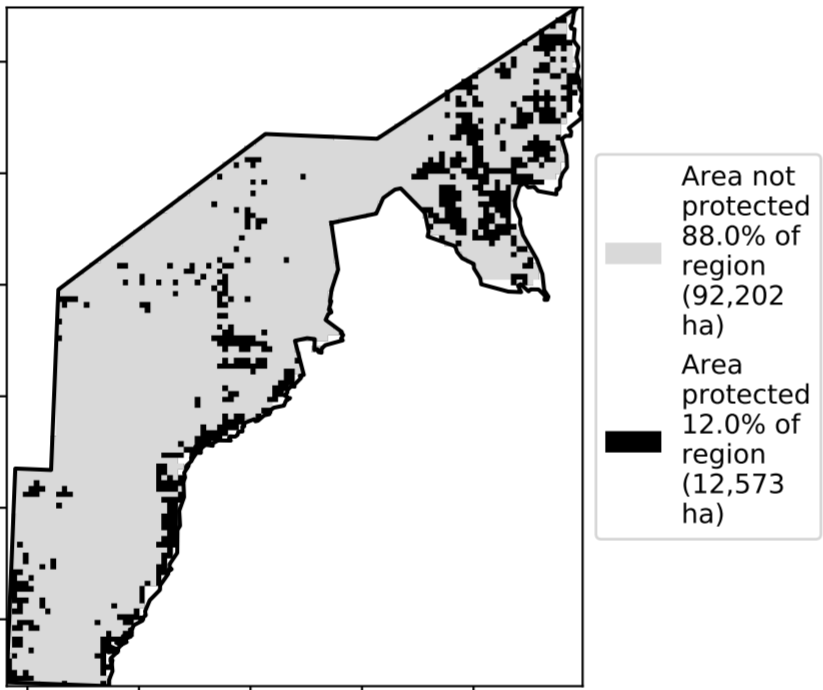 Area not
protected
88.0% of
region
(92,202
ha)
Area
protected
12.0% of
region
(12,573
ha)